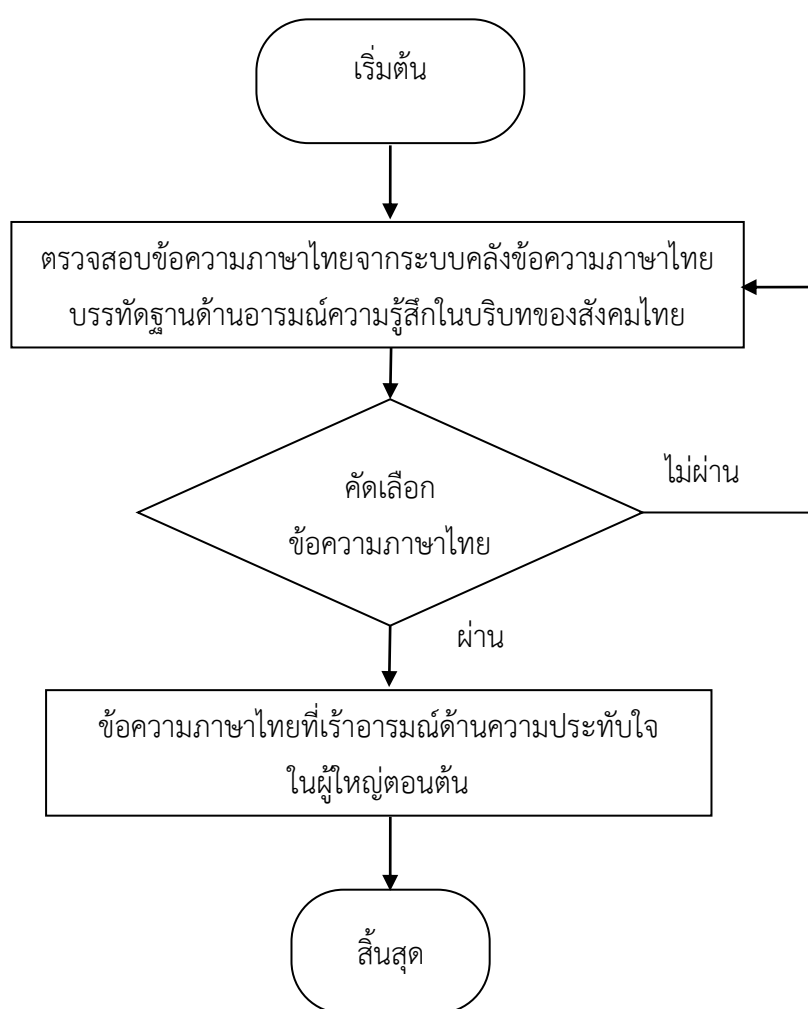 เริ่มต้น
ตรวจสอบข้อความภาษาไทยจากระบบคลังข้อความภาษาไทย
บรรทัดฐานด้านอารมณ์ความรู้สึกในบริบทของสังคมไทย
คัดเลือก
ข้อความภาษาไทย
ไม่ผ่าน
ผ่าน
ข้อความภาษาไทยที่เร้าอารมณ์ด้านความประทับใจ
ในผู้ใหญ่ตอนต้น
สิ้นสุด